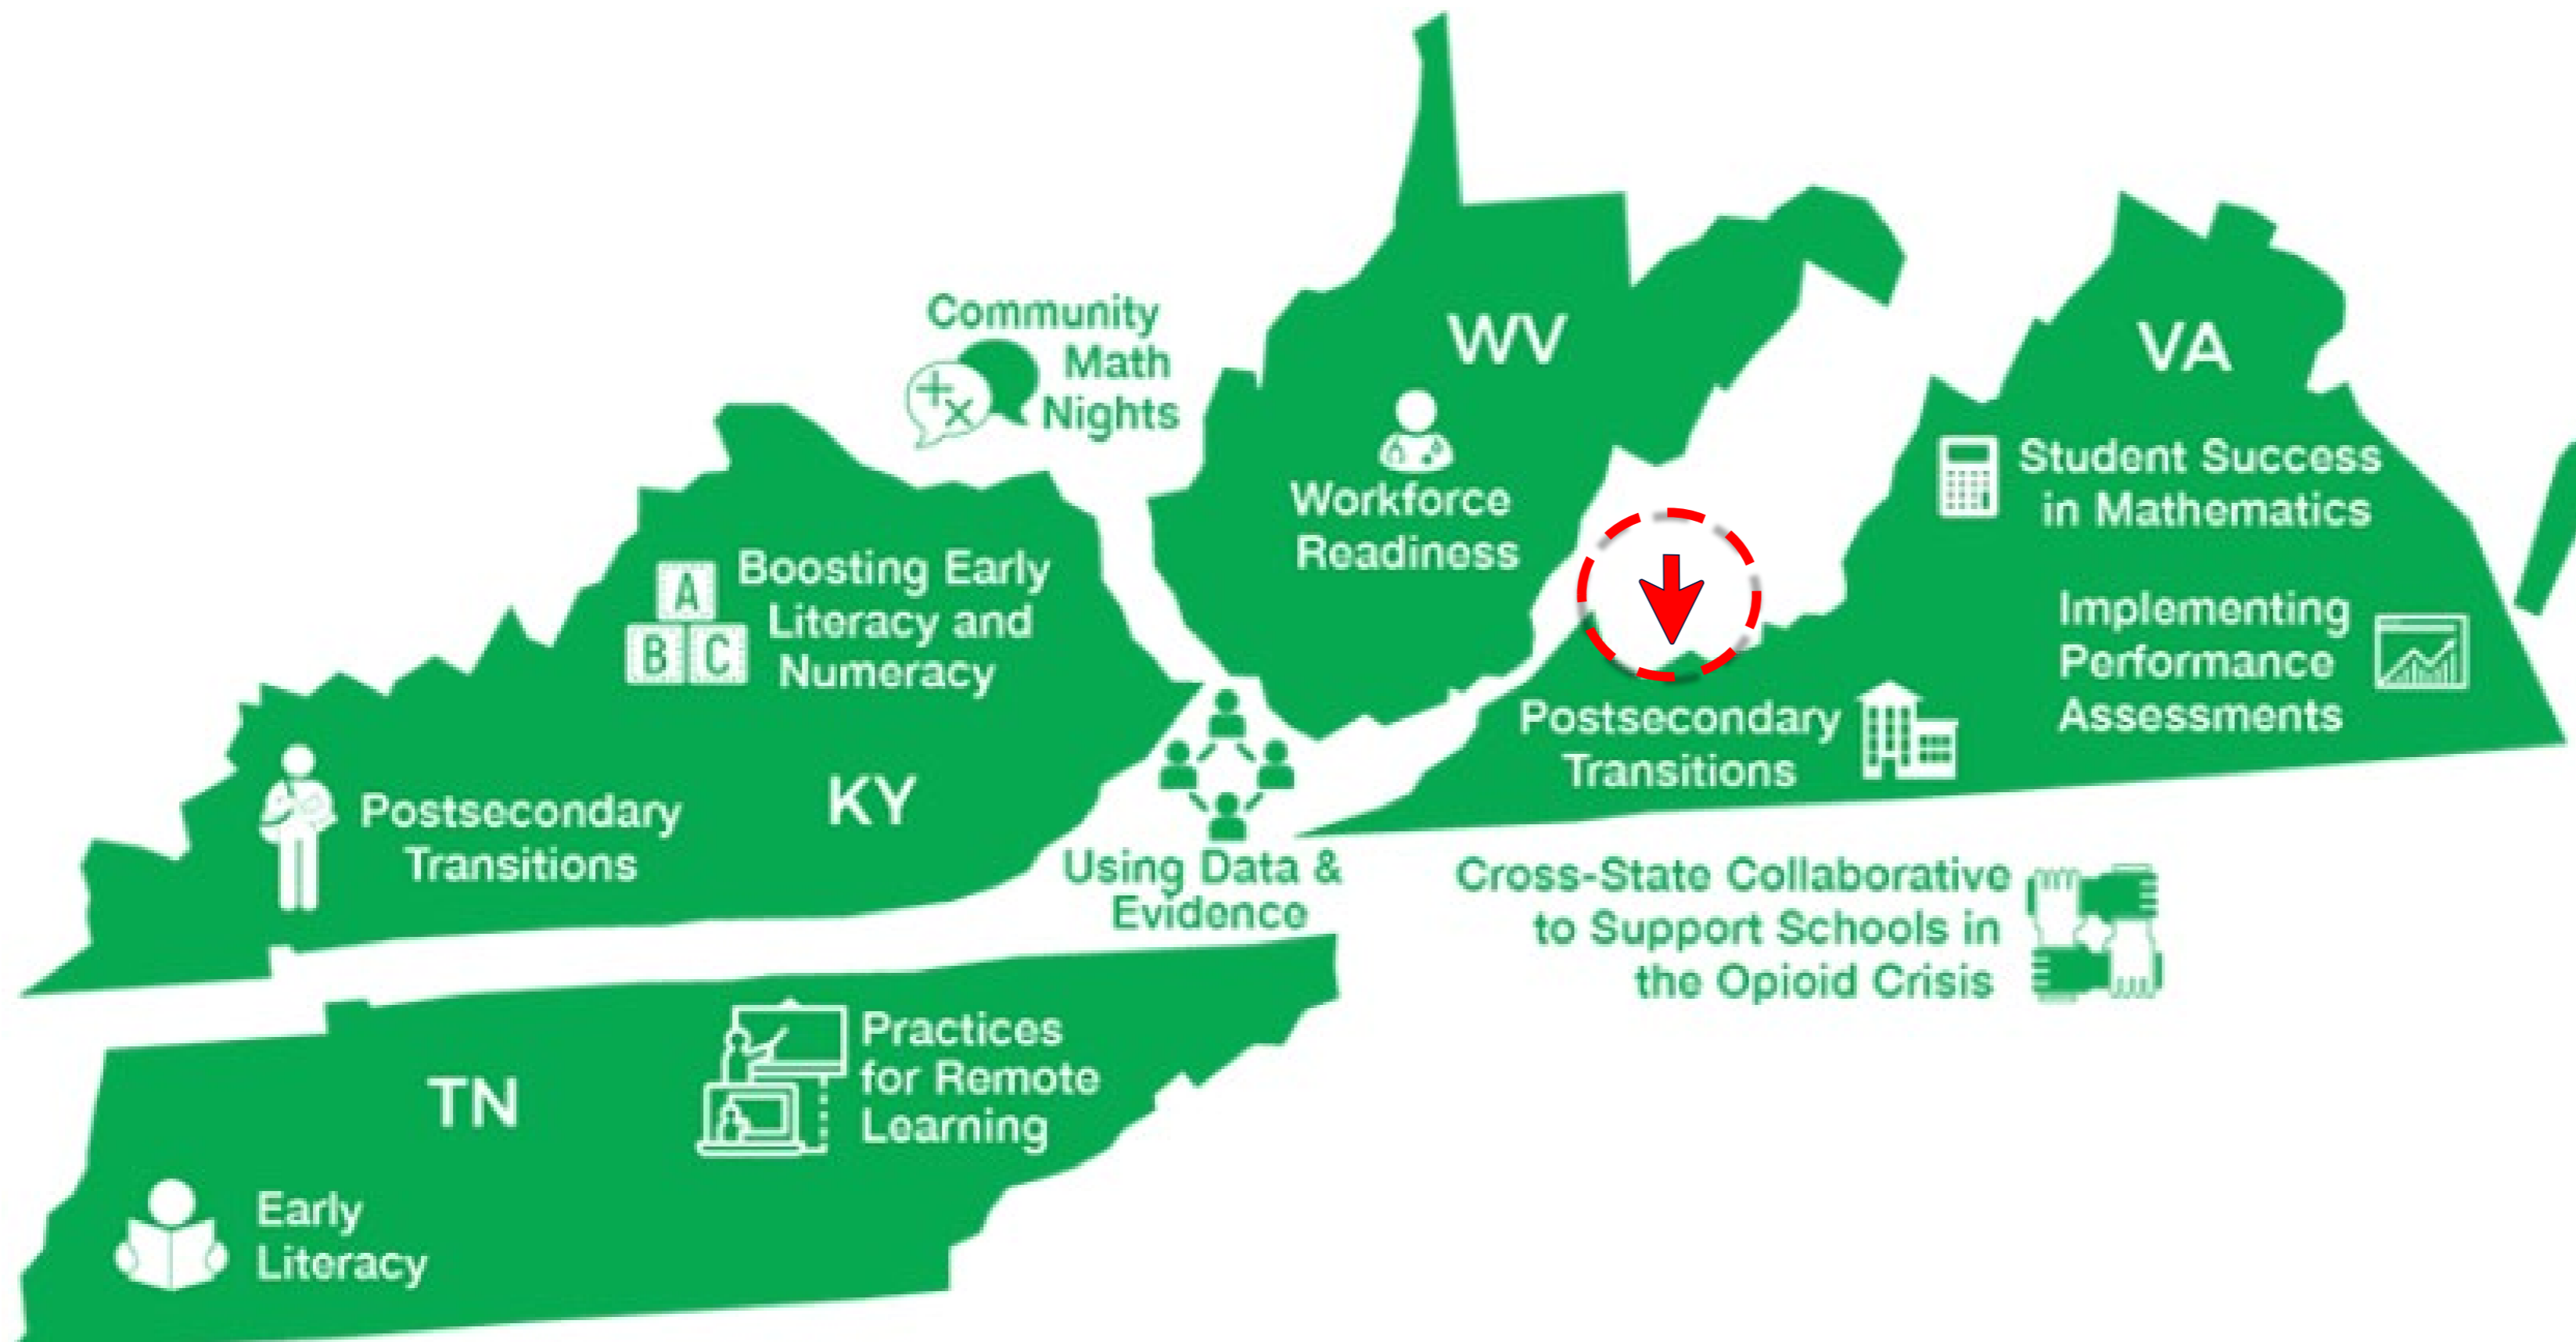 Community
Math
Nights
WV
Workforce
Readiness
VA
Student Success
in Mathematics
Implementing
Performance
Assessments
Postsecondary
Transitions
A
B C
Boosting Early
Literacy and
Numeracy
KY
Postsecondary
Transitions
Using Data &
Evidence
Cross-State Collaborative
to Support Schools in
the Opioid Crisis
TN
Practices
for Remote
Learning
Early
Literacy